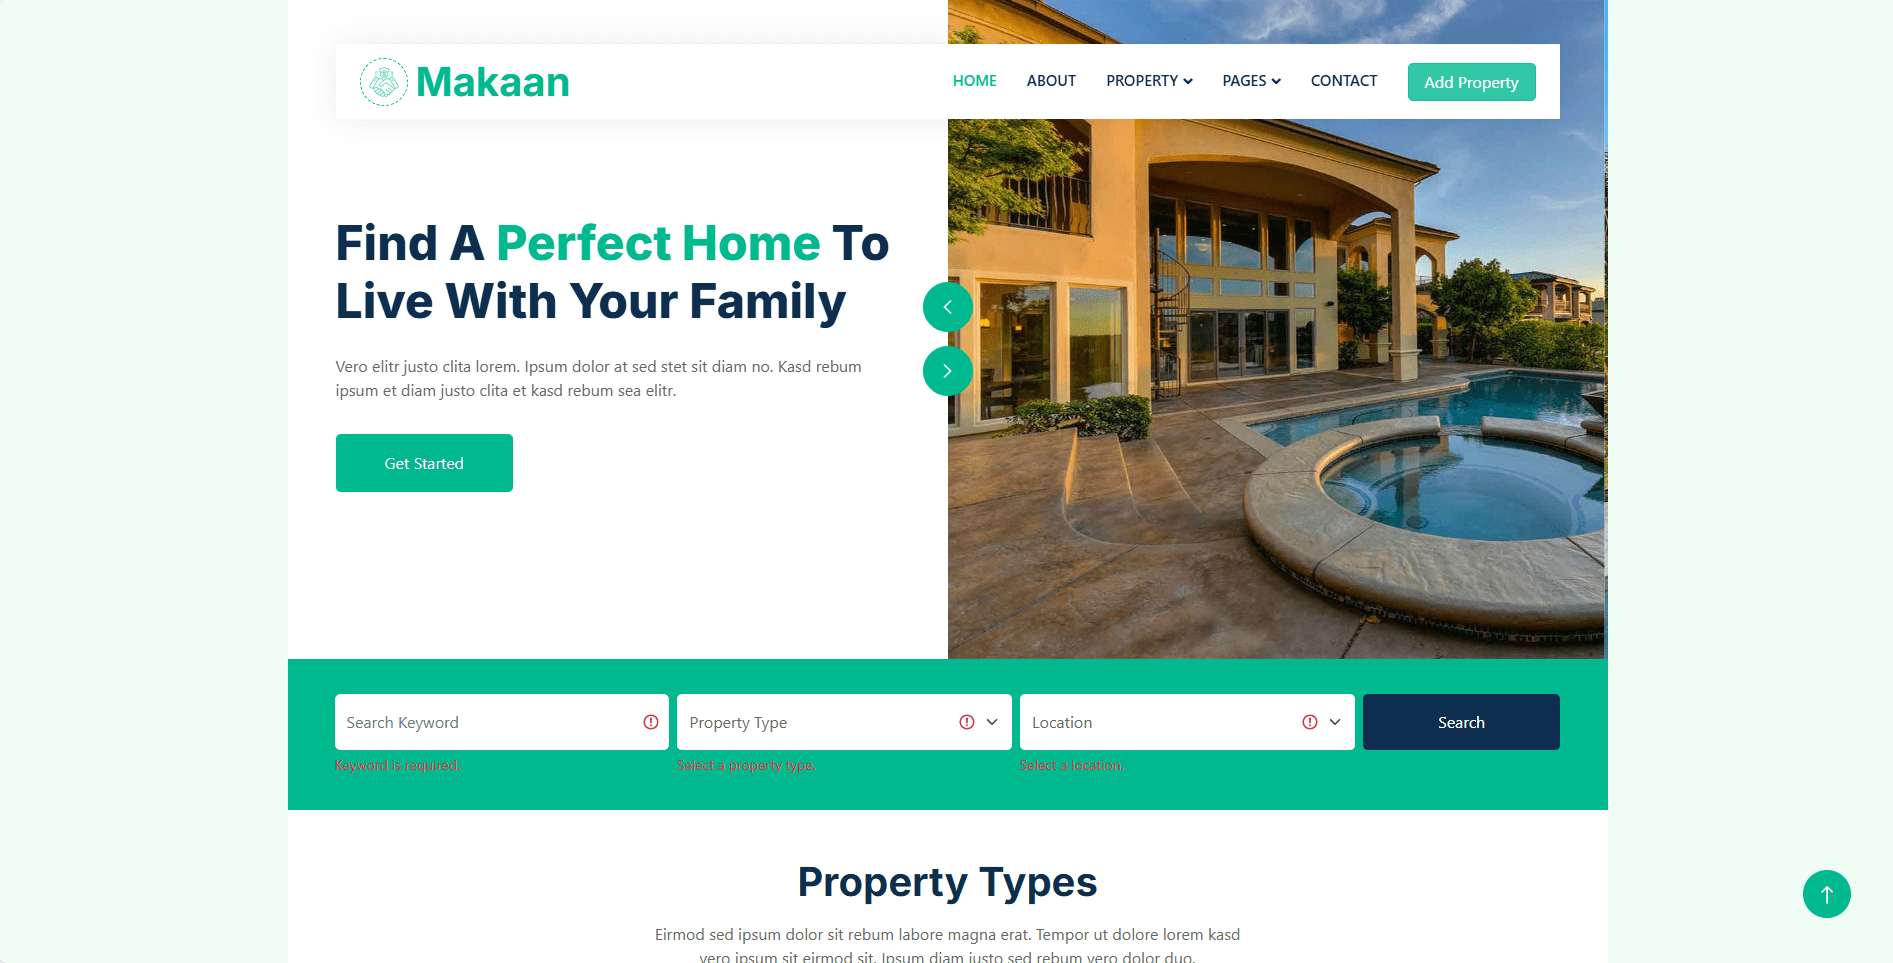 Makaan
HOME ABOUT PROPERTY PAGES CONTACT Add Property
Find A Perfect Home To
Live With Your Family
Vero elitr justo clita lorem. Ipsum dolor at sed stet sit diam no. Kasd rebum
ipsum et diam justo clita et kasd rebum sea elitr.
Get Started
Search Keyword Property Type Location Search
Keyword is required. Select a property type. Select a location.
Property Types
Eirmod sed ipsum dolor sit rebum labore magna erat. Tempor ut dolore lorem kasd
vero ipsum sit eirmod sit. Ipsum diam justo sed rebum vero dolor duo.